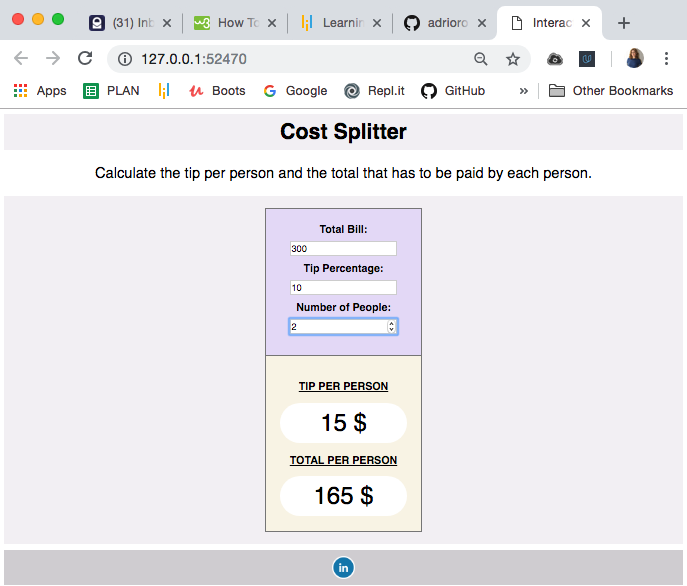 (31) Inb
How To
Learnin
adrioro
Interac
127.0.0.1:52470
Apps
PLAN
Boots
Google
Repl.it
GitHub
»
Other Bookmarks
Cost Splitter
Calculate the tip per person and the total that has to be paid by each person.
Total Bill:
300
Tip Percentage:
10
Number of People:
2
TIP PER PERSON
15 $
TOTAL PER PERSON
165 $
in